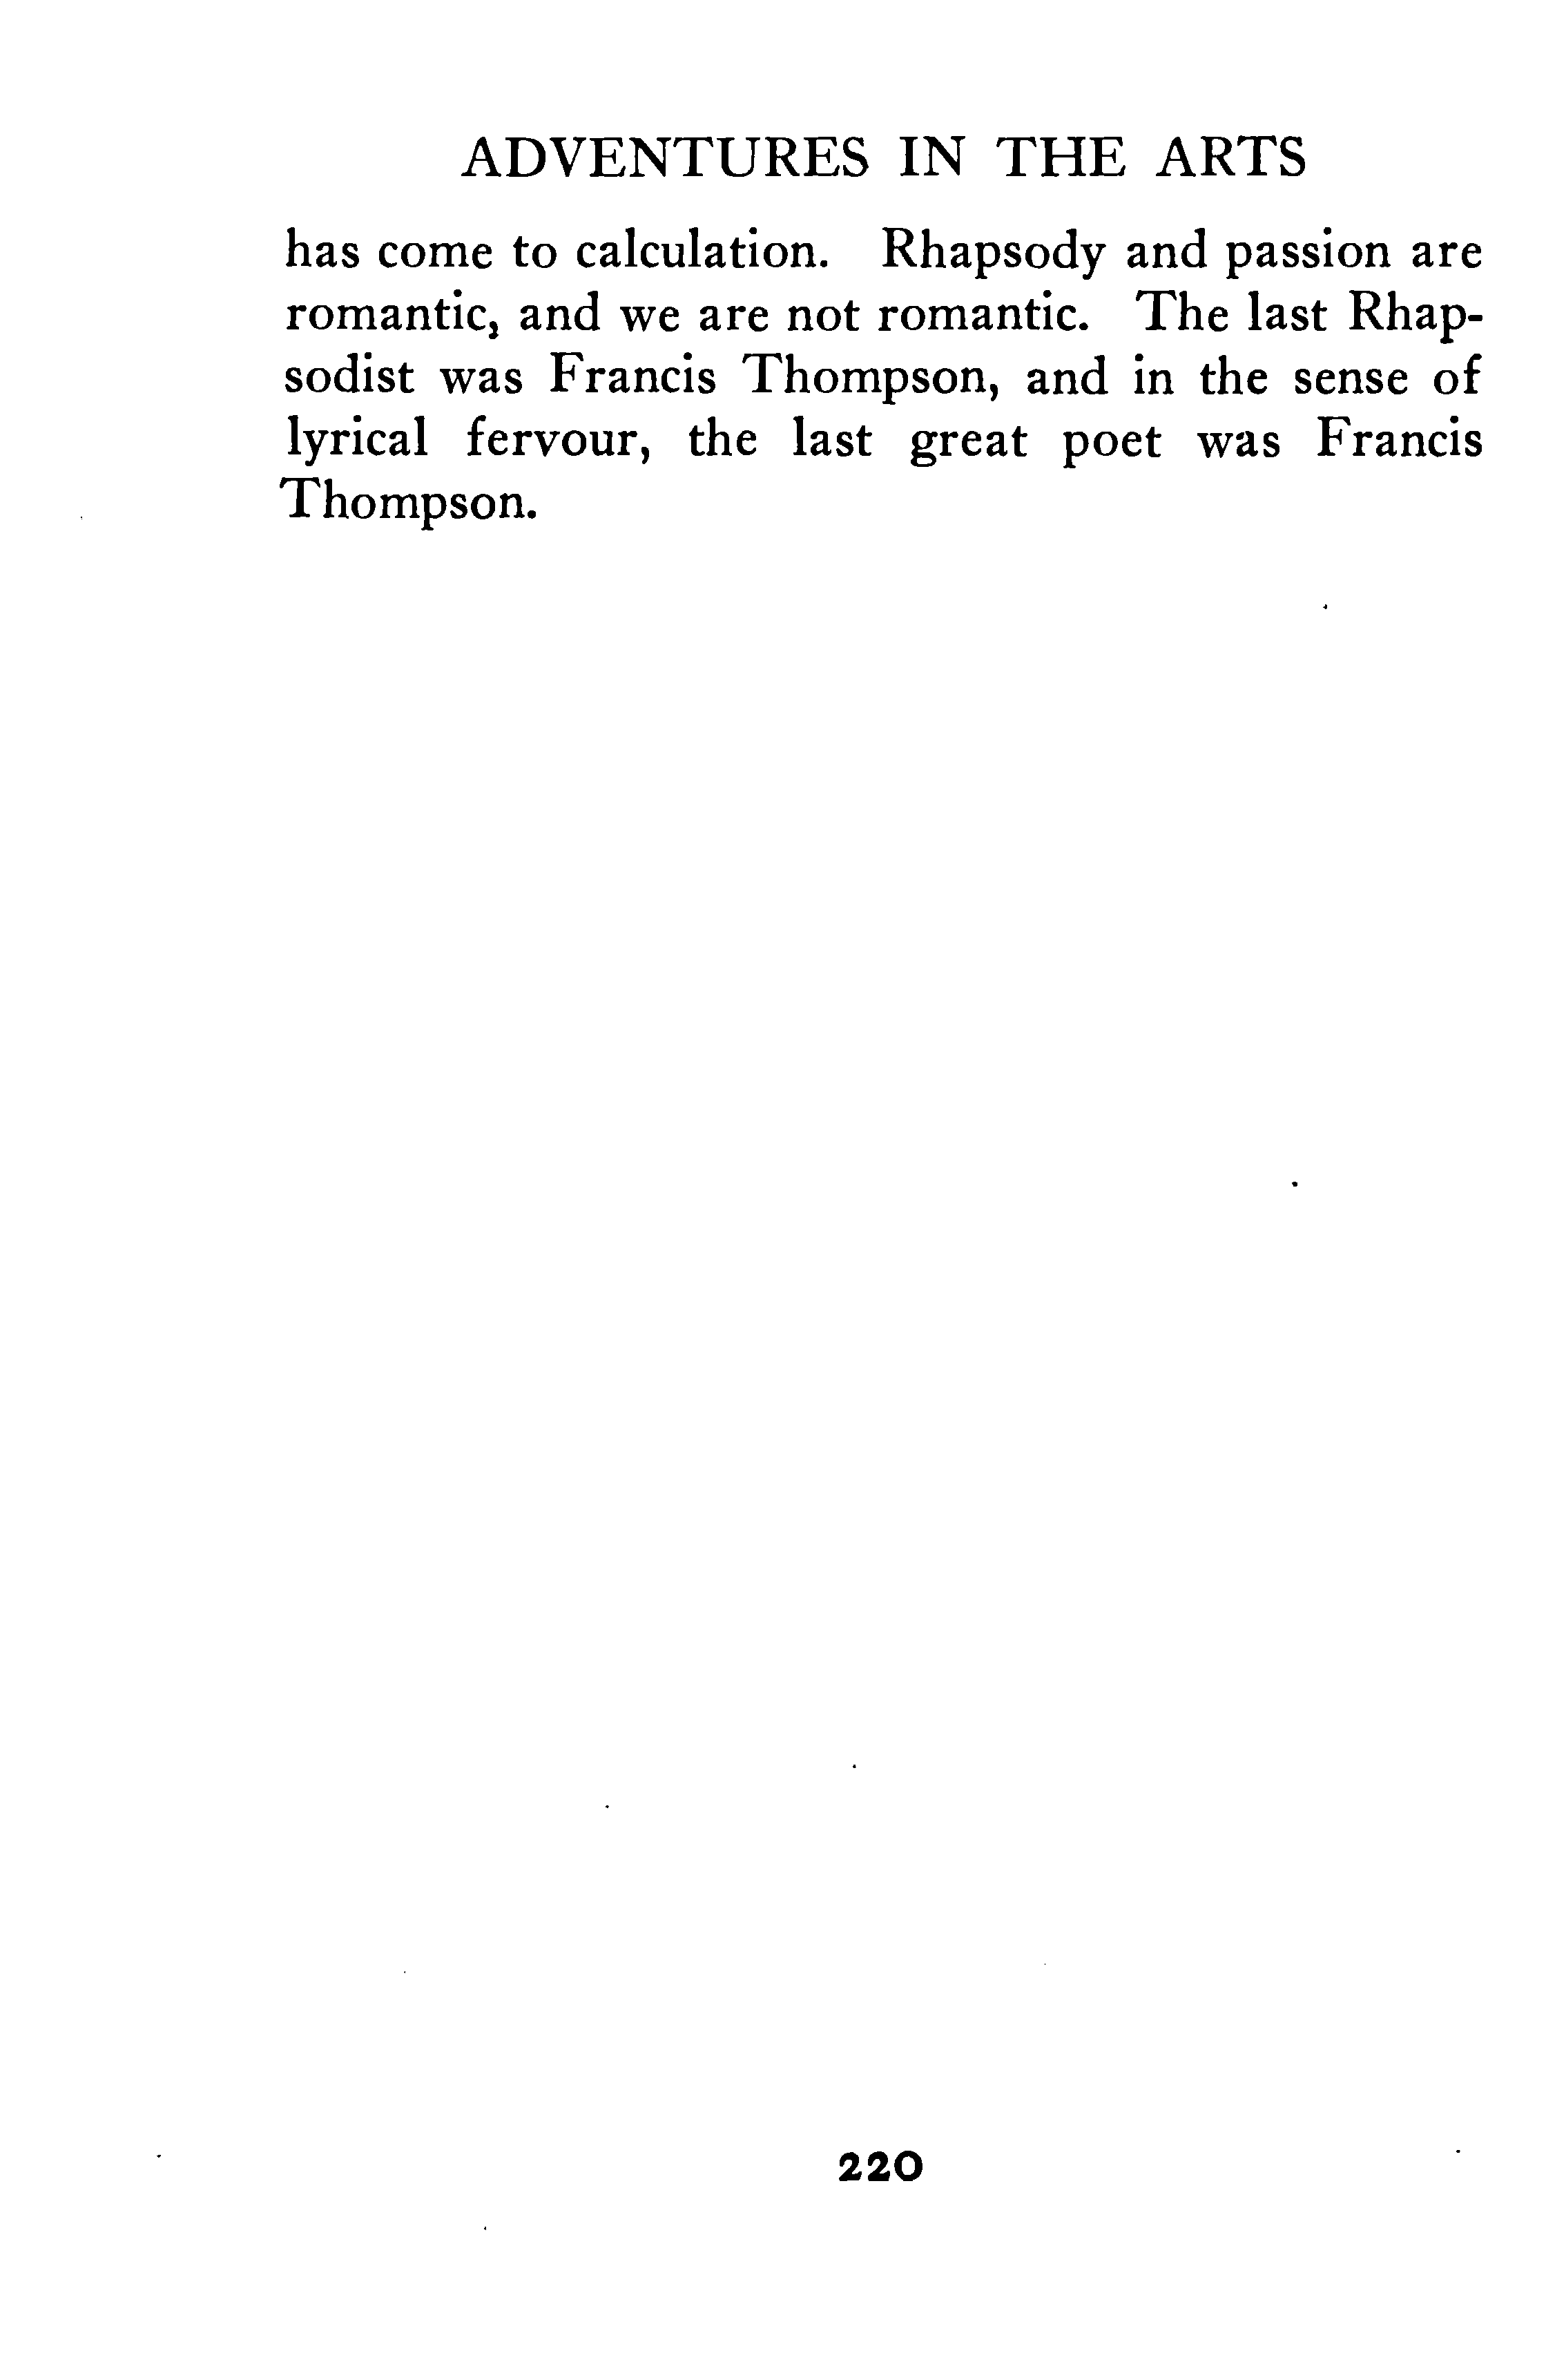 ADVENTURES IN THE ARTS
has come to calculation. Rhapsody and passion are
romantic, and we are not romantic. The last Rhap-
sodist was Francis Thompson, and in the sense of
lyrical fervour, the last great poet was Francis
Thompson.
220